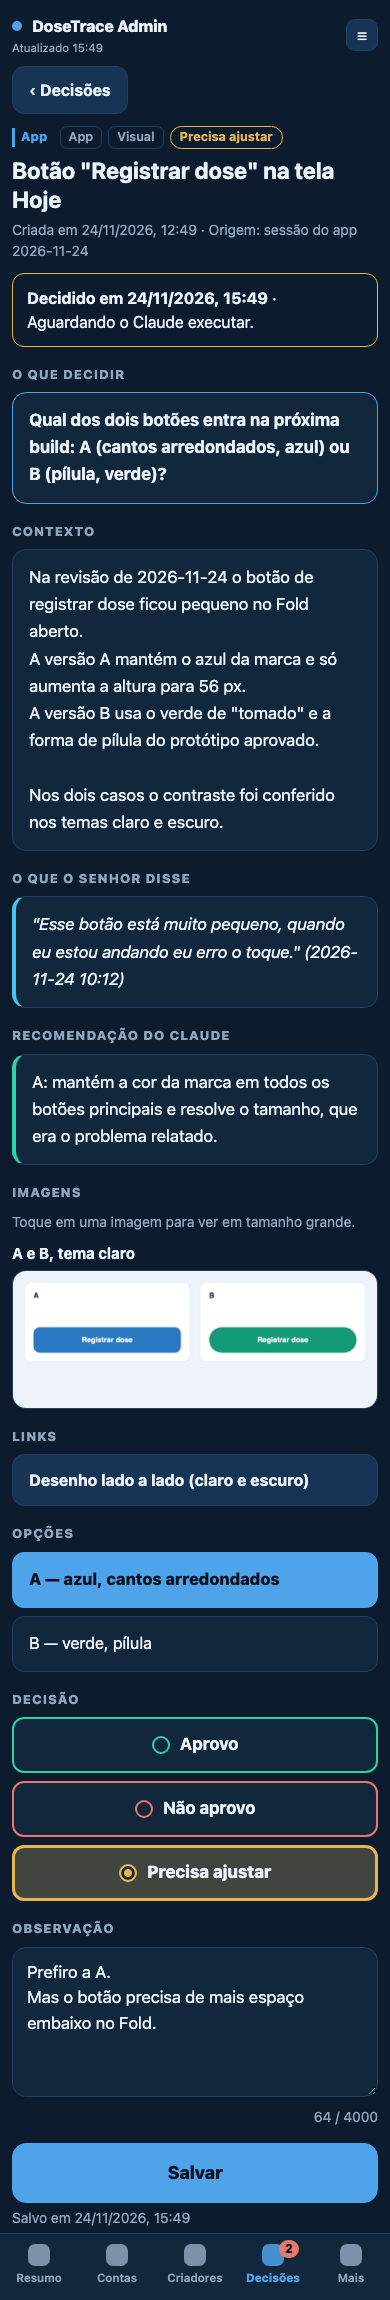 DoseTrace Admin
Atualizado 15:49
≡
‹ Decisões
App App Visual Precisa ajustar
Botão "Registrar dose" na tela
Hoje
Criada em 24/11/2026, 12:49 · Origem: sessão do app
2026-11-24
Decidido em 24/11/2026, 15:49 ·
Aguardando o Claude executar.
O QUE DECIDIR
Qual dos dois botões entra na próxima
build: A (cantos arredondados, azul) ou
B (pílula, verde)?
CONTEXTO
Na revisão de 2026-11-24 o botão de
registrar dose ficou pequeno no Fold
aberto.
A versão A mantém o azul da marca e só
aumenta a altura para 56 px.
A versão B usa o verde de "tomado" e a
forma de pílula do protótipo aprovado.
Nos dois casos o contraste foi conferido
nos temas claro e escuro.
O QUE O SENHOR DISSE
"Esse botão está muito pequeno, quando
eu estou andando eu erro o toque." (2026-
11-24 10:12)
RECOMENDAÇÃO DO CLAUDE
A: mantém a cor da marca em todos os
botões principais e resolve o tamanho, que
era o problema relatado.
IMAGENS
Toque em uma imagem para ver em tamanho grande.
A e B, tema claro
A B
Registrar dose Registrar dose
LINKS
Desenho lado a lado (claro e escuro)
OPÇÕES
A — azul, cantos arredondados
B — verde, pílula
DECISÃO
Aprovo
Não aprovo
Precisa ajustar
OBSERVAÇÃO
Prefiro a A.
Mas o botão precisa de mais espaço
embaixo no Fold.
64 / 4000
Salvar
Salvo em 24/11/2026, 15:49
2
Resumo Contas Criadores Decisões Mais